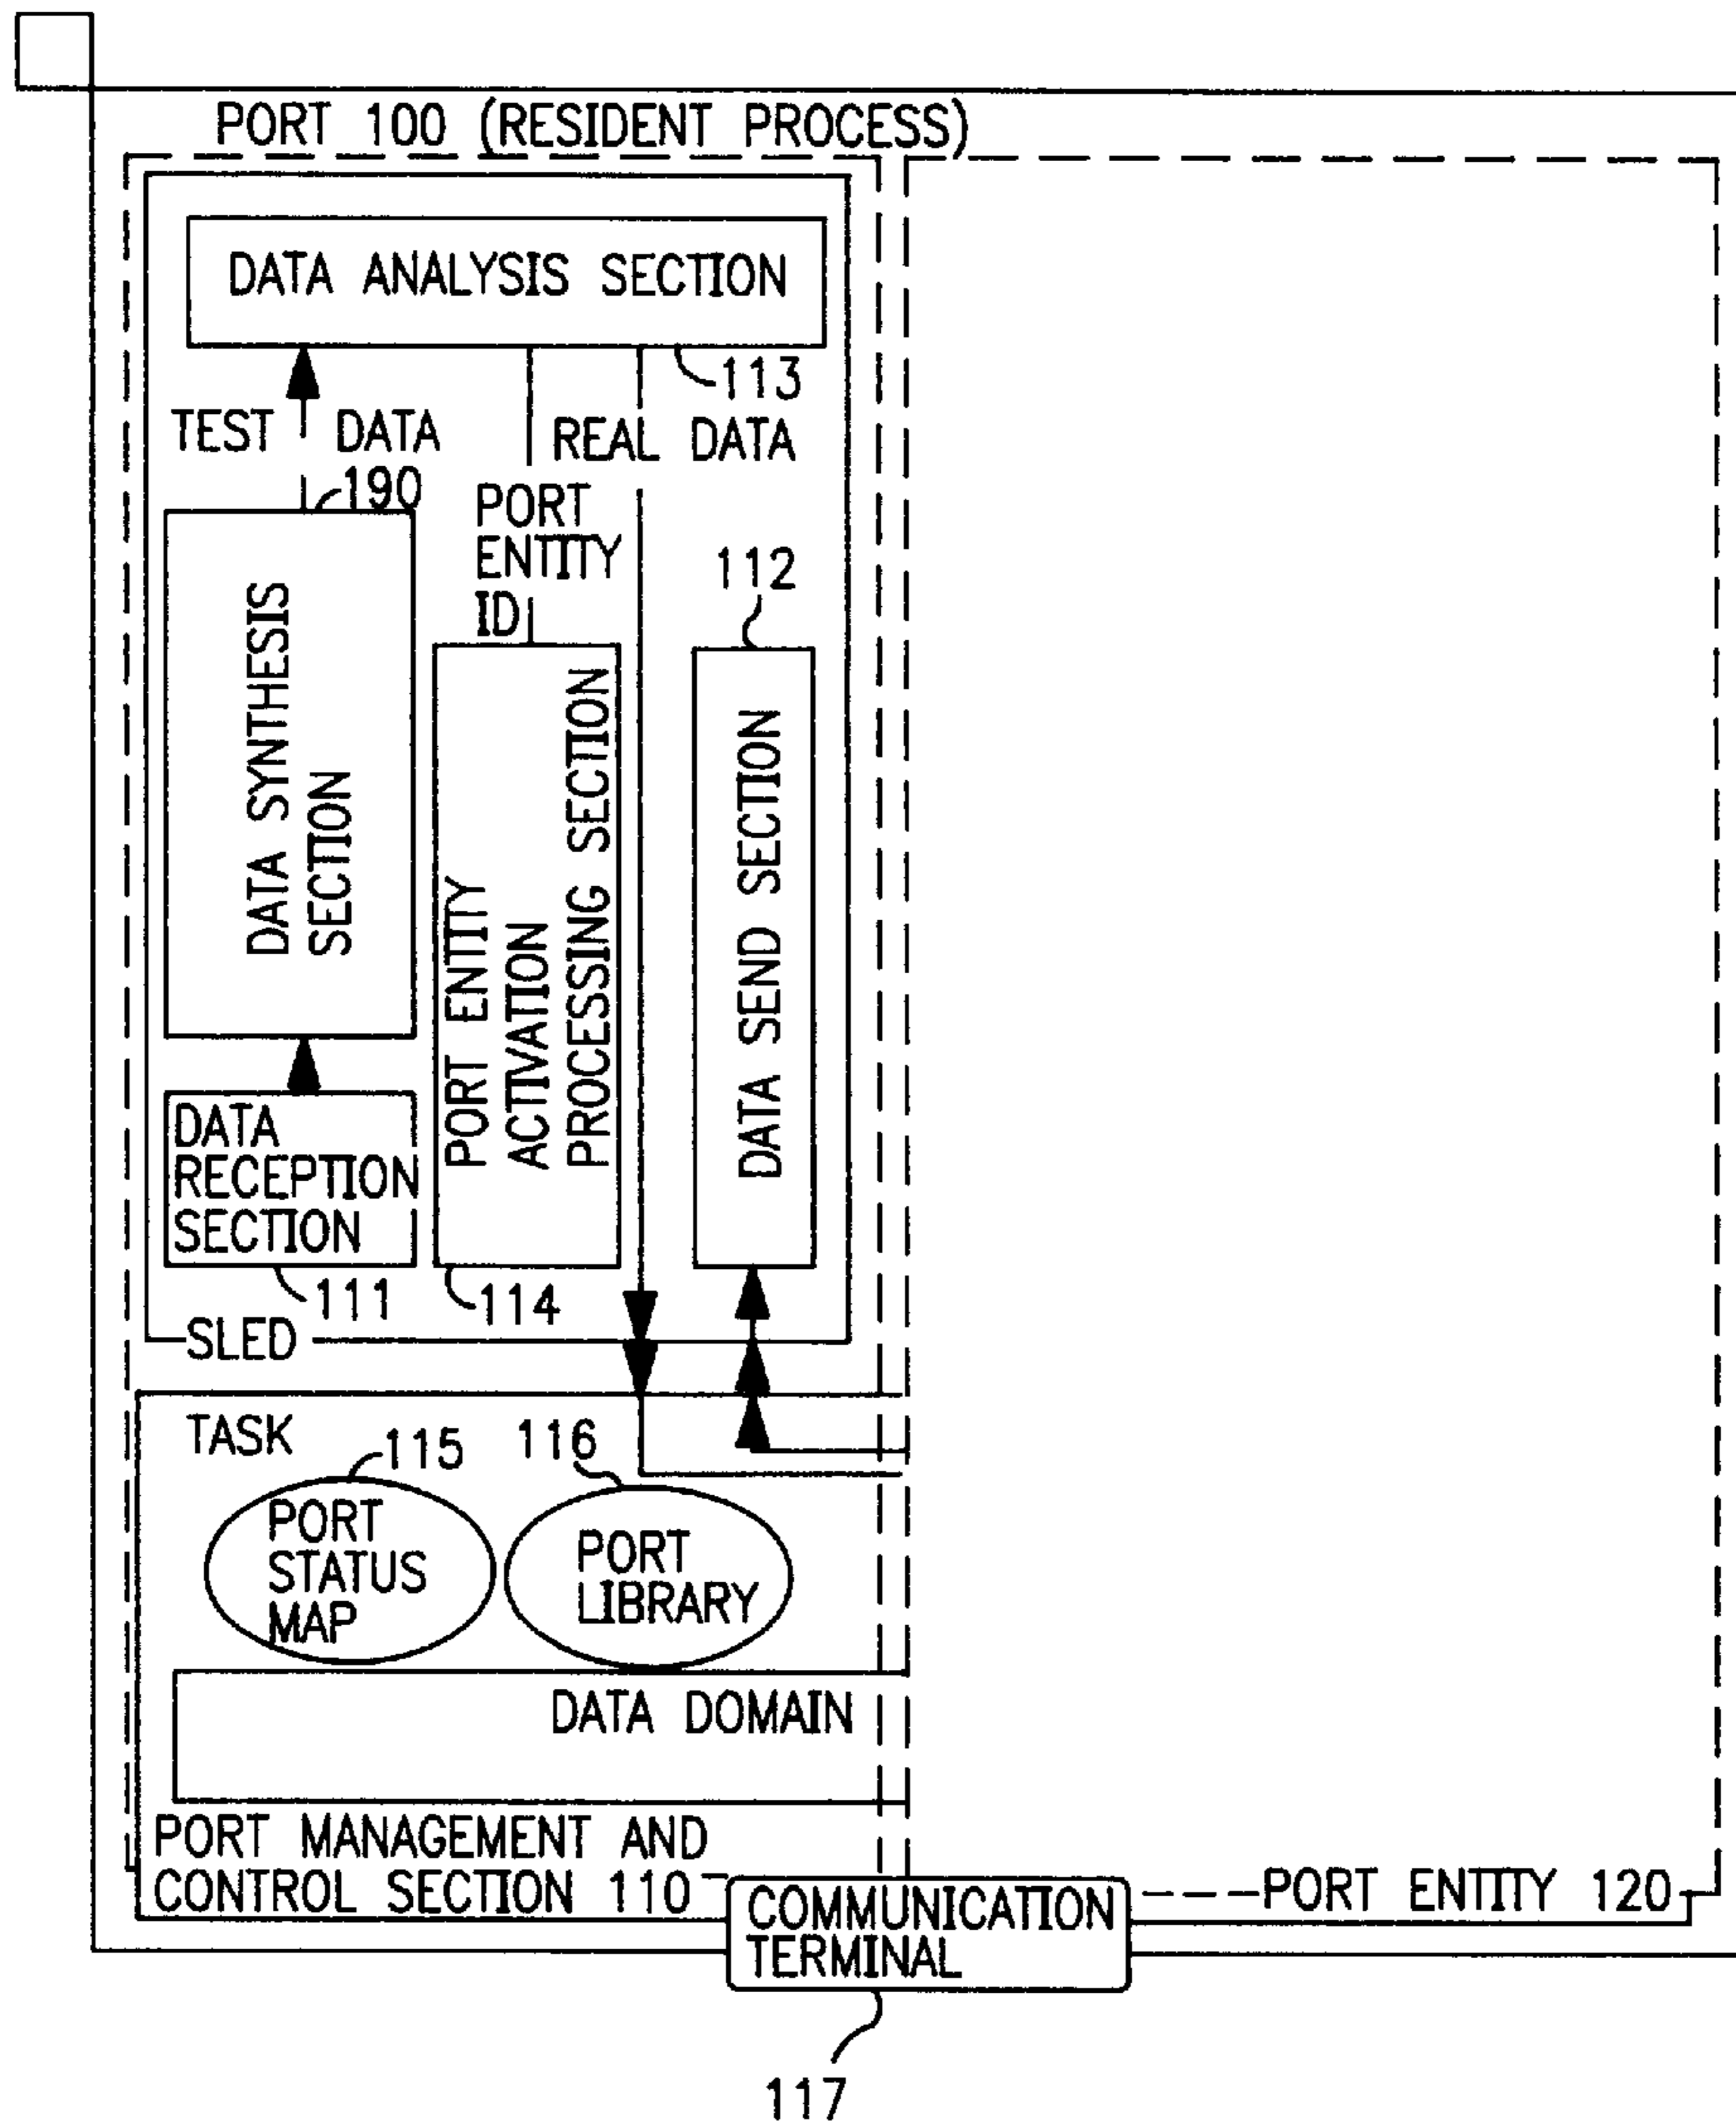 PORT 100 (RESIDENT PROCESS)
DATA ANALYSIS SECTION
113
TEST DATA
REAL DATA
190
PORT
ENTITY
ID
112
DATA SYNTHESIS
SECTION
PORT ENTITY
ACTIVATION
PROCESSING SECTION
DATA SEND SECTION
DATA
RECEPTION
SECTION
111
114
SLED
TASK
115
116
PORT
STATUS
MAP
PORT
LIBRARY
DATA DOMAIN
PORT MANAGEMENT AND
CONTROL SECTION 110
COMMUNICATION
TERMINAL
PORT ENTITY 120
117